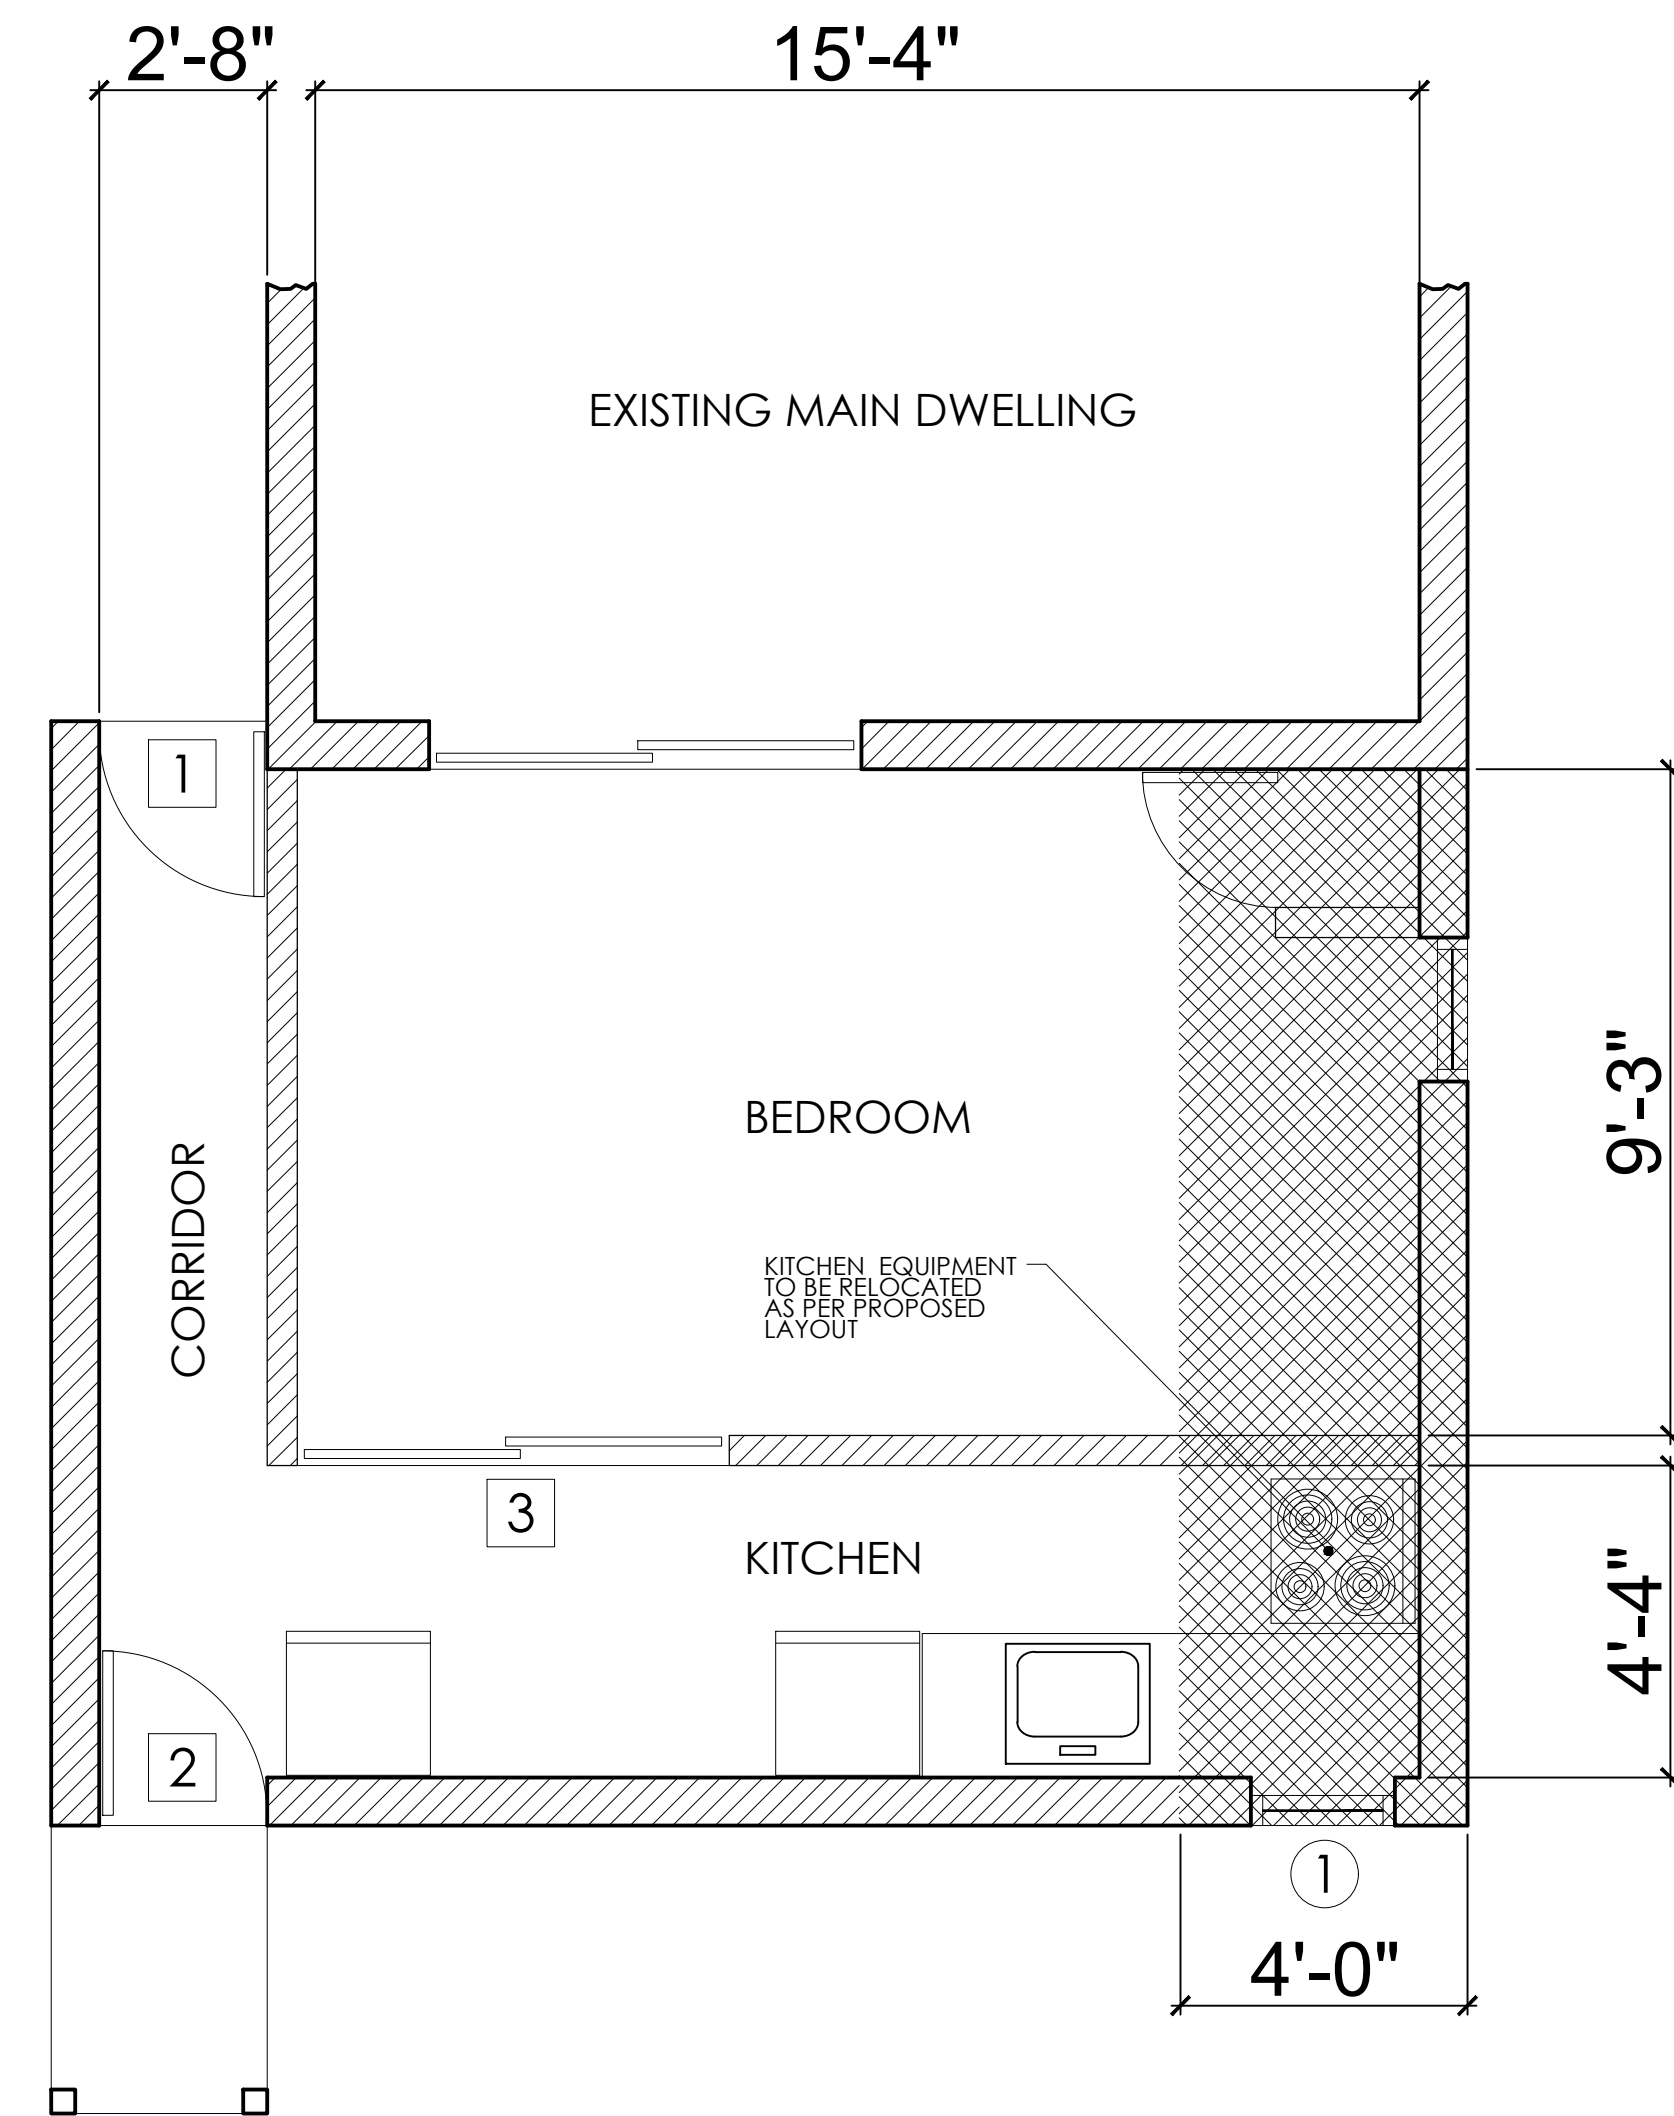 2'-8"
15'-4"
EXISTING MAIN DWELLING
1
BEDROOM
9'-3"
CORRIDOR
KITCHEN EQUIPMENT
TO BE RELOCATED
AS PER PROPOSED
LAYOUT
3
KITCHEN
4'-4"
2
1
4'-0"